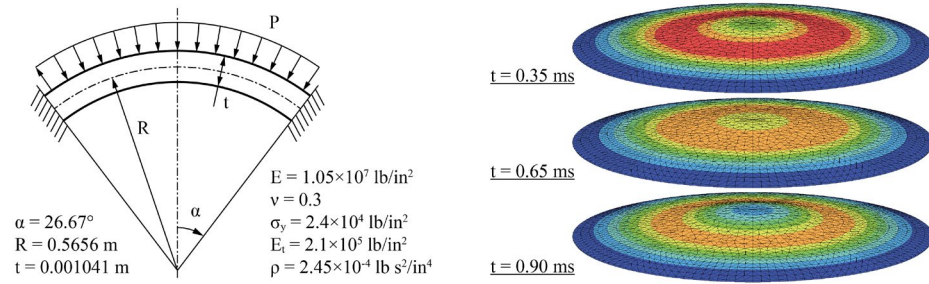 P
t
R
α
E = 1.05×10⁷ lb/in²
ν = 0.3
σy = 2.4×10⁴ lb/in²
Et = 2.1×10⁵ lb/in²
ρ = 2.45×10⁻⁴ lb s²/in⁴
α = 26.67°
R = 0.5656 m
t = 0.001041 m
t = 0.35 ms
t = 0.65 ms
t = 0.90 ms